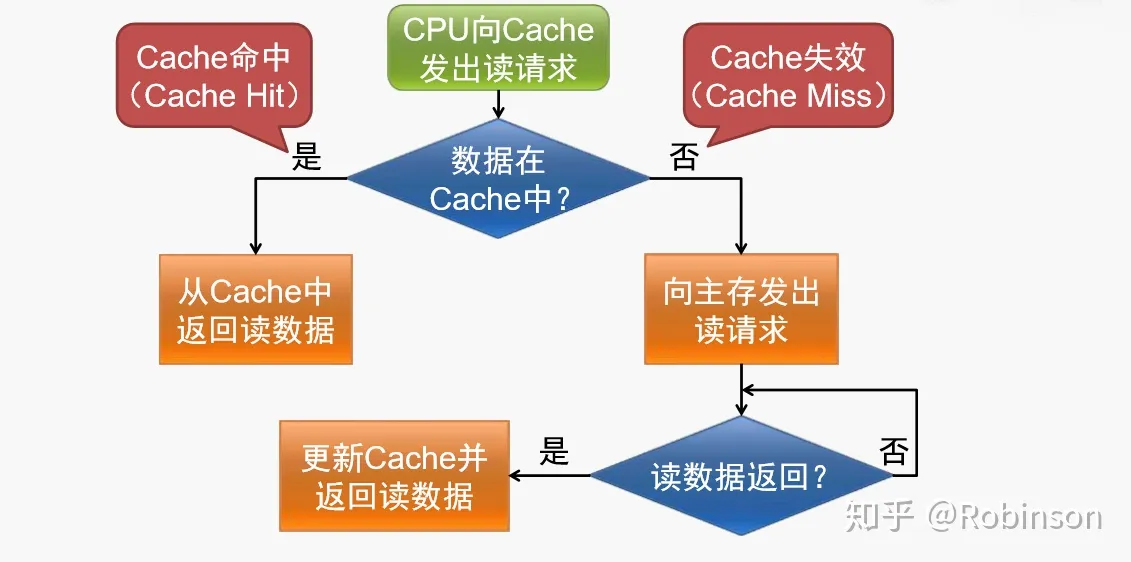 CPU向Cache
发出读请求
Cache命中
（Cache Hit）
Cache失效
（Cache Miss）
是
否
数据在
Cache中？
从Cache中
返回读数据
向主存发出
读请求
更新Cache并
返回读数据
是
读数据返回？
否
知乎 @Robinson